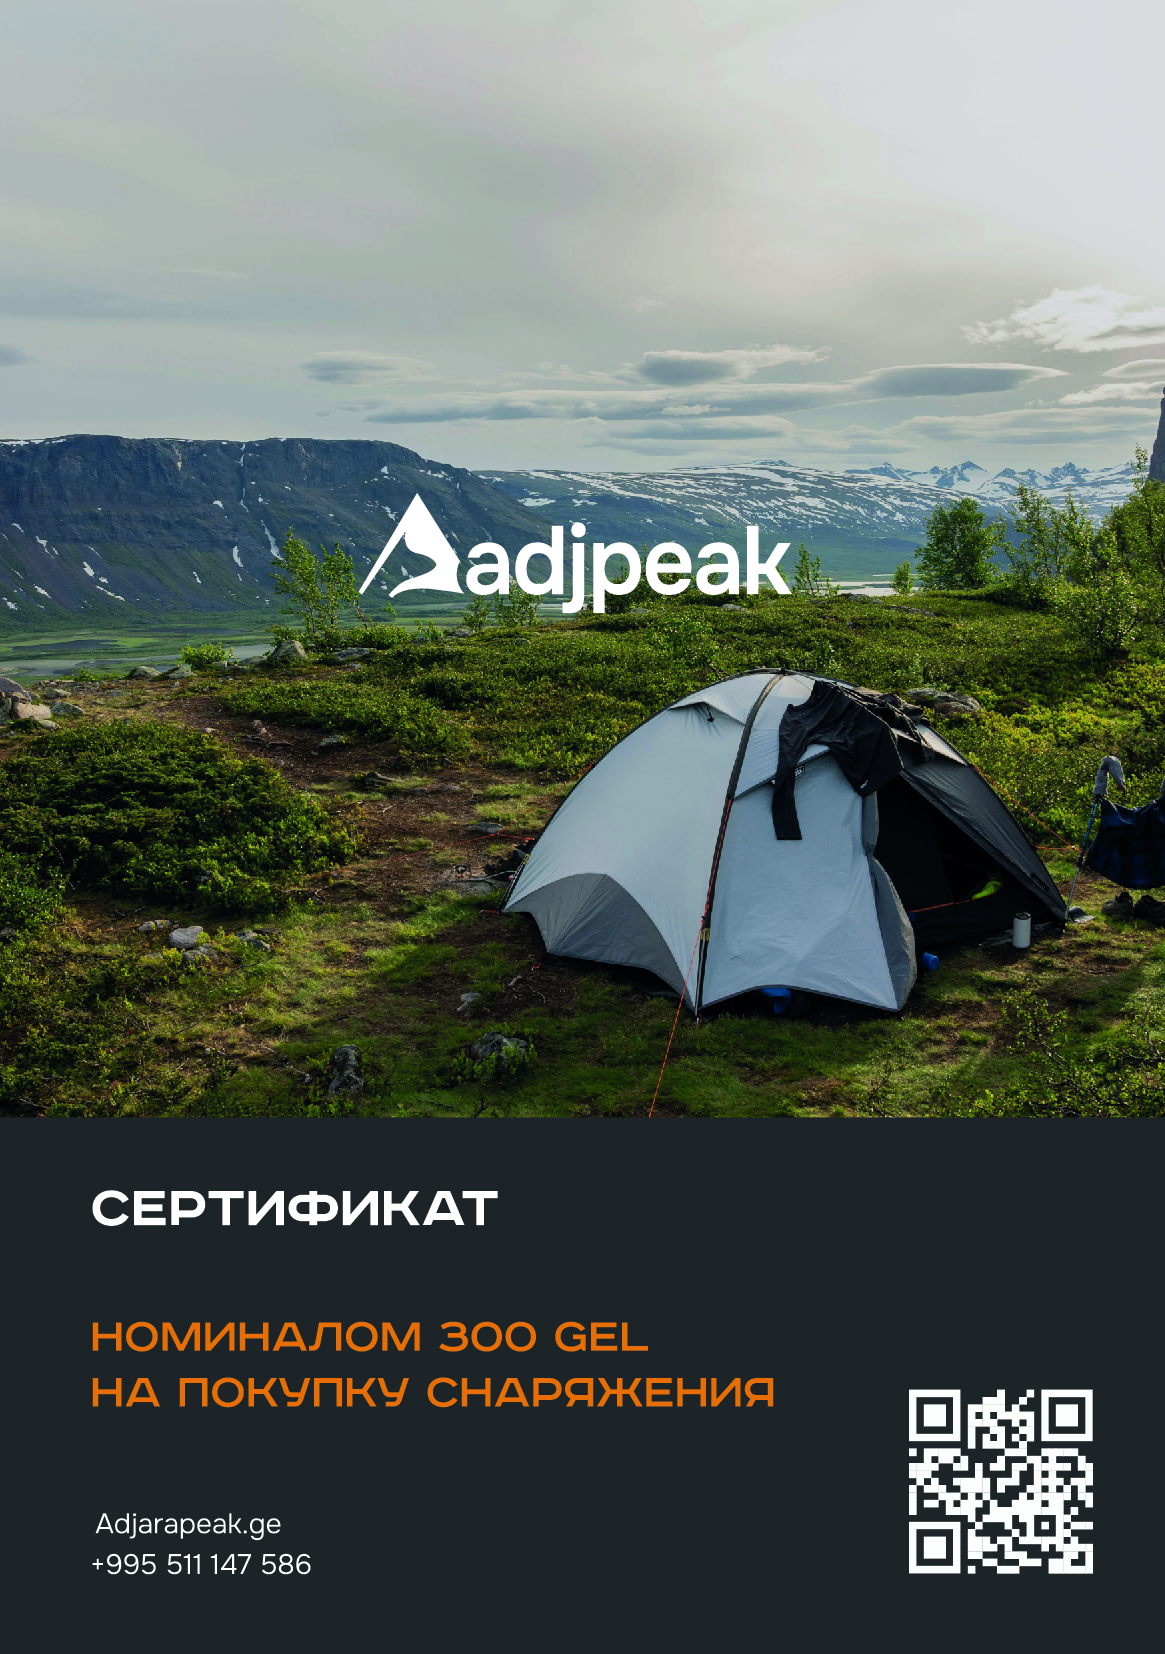 adjpeak
СЕРТИФИКАТ
НОМИНАЛОМ 300 GEL
НА ПОКУПКУ СНАРЯЖЕНИЯ
Adjarapeak.ge
+995 511 147 586